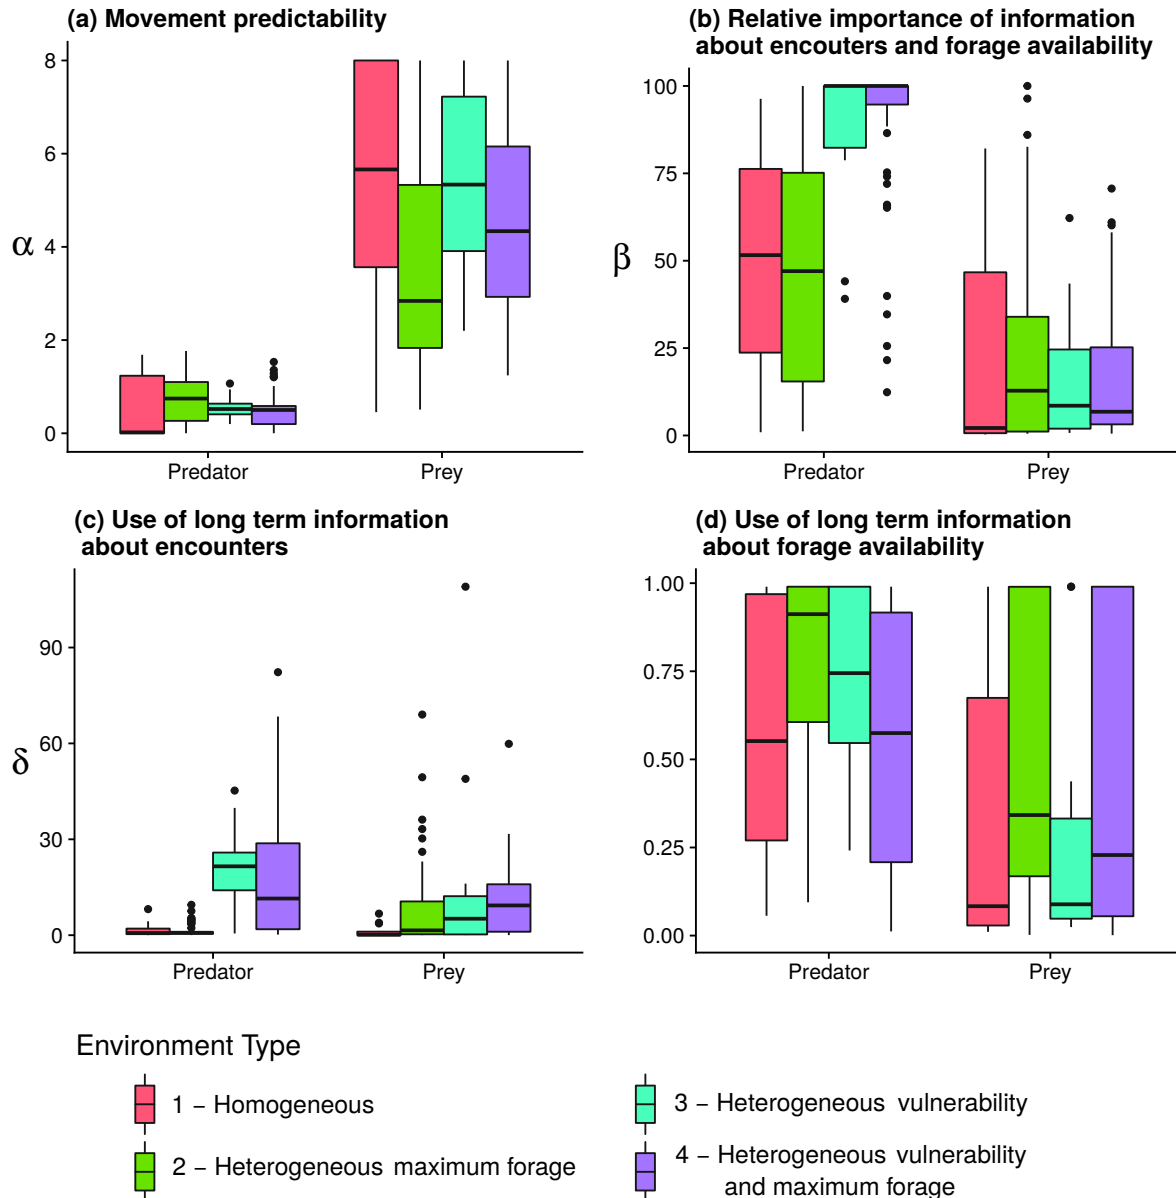 (a) Movement predictability
8
6
4
2
0
α
Predator
Prey
(b) Relative importance of information
about encouters and forage availability
100
75
50
25
0
β
Predator
Prey
(c) Use of long term information
about encounters
90
60
30
0
δ
Predator
Prey
(d) Use of long term information
about forage availability
1.00
0.75
0.50
0.25
0.00
Predator
Prey
Environment Type
1 – Homogeneous
2 – Heterogeneous maximum forage
3 – Heterogeneous vulnerability
4 – Heterogeneous vulnerability
and maximum forage